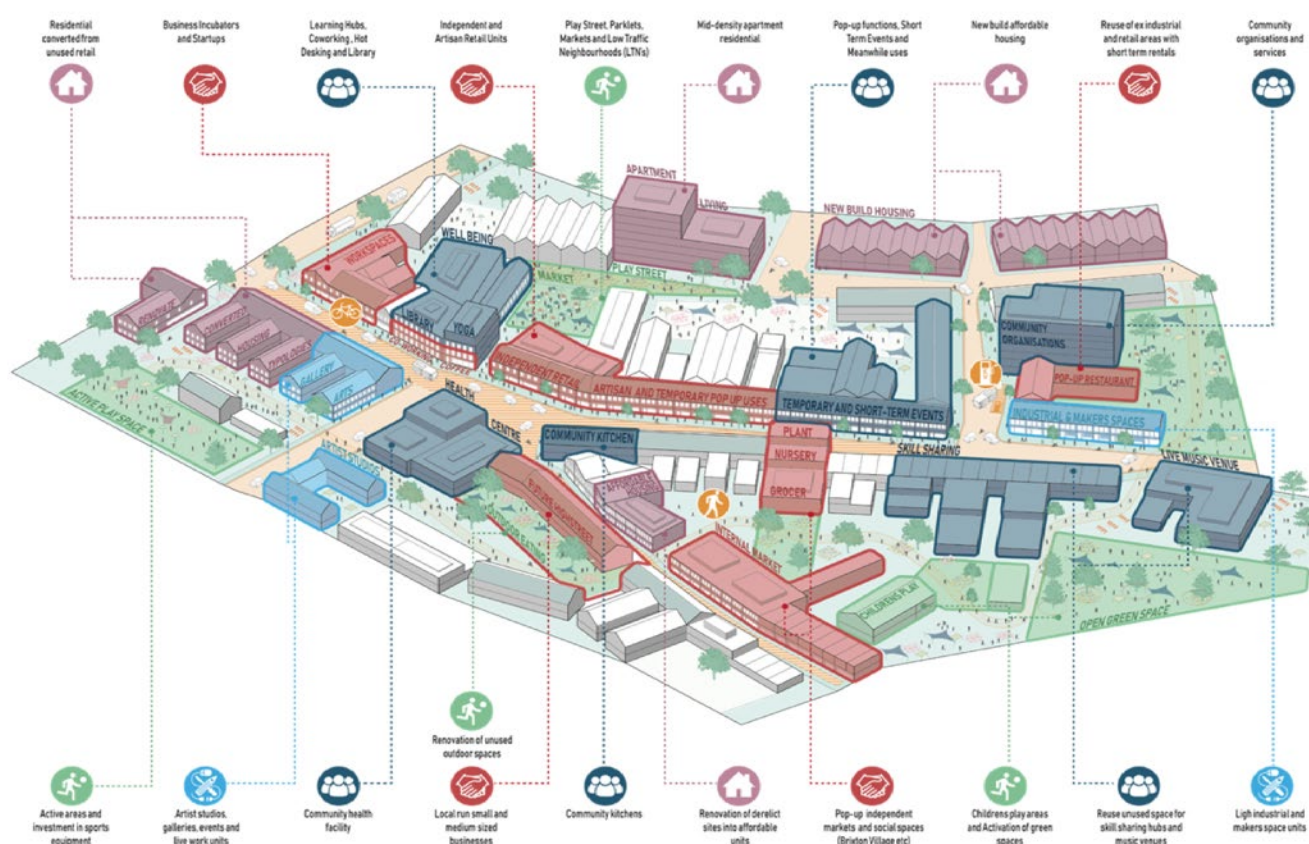 Residential
converted from
unused retail
Business Incubators
and Startups
Learning Hubs,
Coworking , Hot
Desking and Library
Independent and
Artisan Retail Units
Play Street, Parklets,
Markets and Low Traffic
Neighbourhoods (LTN's)
Mid-density apartment
residential
Pop-up functions, Short
Term Events and
Meanwhile uses
New build affordable
housing
Reuse of ex industrial
and retail areas with
short term rentals
Community
organisations and
services
APARTMENT
LIVING
NEW BUILD HOUSING
WELL BEING
WORKSPACES
MARKET
PLAY STREET
LIBRARY
YOGA
COFFEE
CONVERTED
HOUSING
TYPOLOGIES
GALLERY
FLATS
INDEPENDENT RETAIL
ARTISAN AND TEMPORARY POP UP USES
TEMPORARY AND SHORT-TERM EVENTS
COMMUNITY
ORGANISATIONS
POP-UP RESTAURANT
INDUSTRIAL & MAKERS SPACES
ACTIVE PLAY SPACE
HEALTH
CENTRE
COMMUNITY KITCHEN
PLANT
NURSERY
GROCER
SKILL SHARING
LIVE MUSIC VENUE
ARTIST STUDIOS
FUTURE HIGHSTREET
OUTDOOR EATING
INTERNAL MARKET
CHILDRENS PLAY
OPEN GREEN SPACE
Renovation of unused
outdoor spaces
Active areas and
investment in sports
equipment
Artist studios,
galleries, events and
live work units
Community health
facility
Local run small and
medium sized
businesses
Community kitchens
Renovation of derelict
sites into affordable
units
Pop-up independent
markets and social spaces
(Brixton Village etc)
Childrens play areas
and Activation of green
spaces
Reuse unused space for
skill sharing hubs and
music venues
Ligh industrial and
makers space units